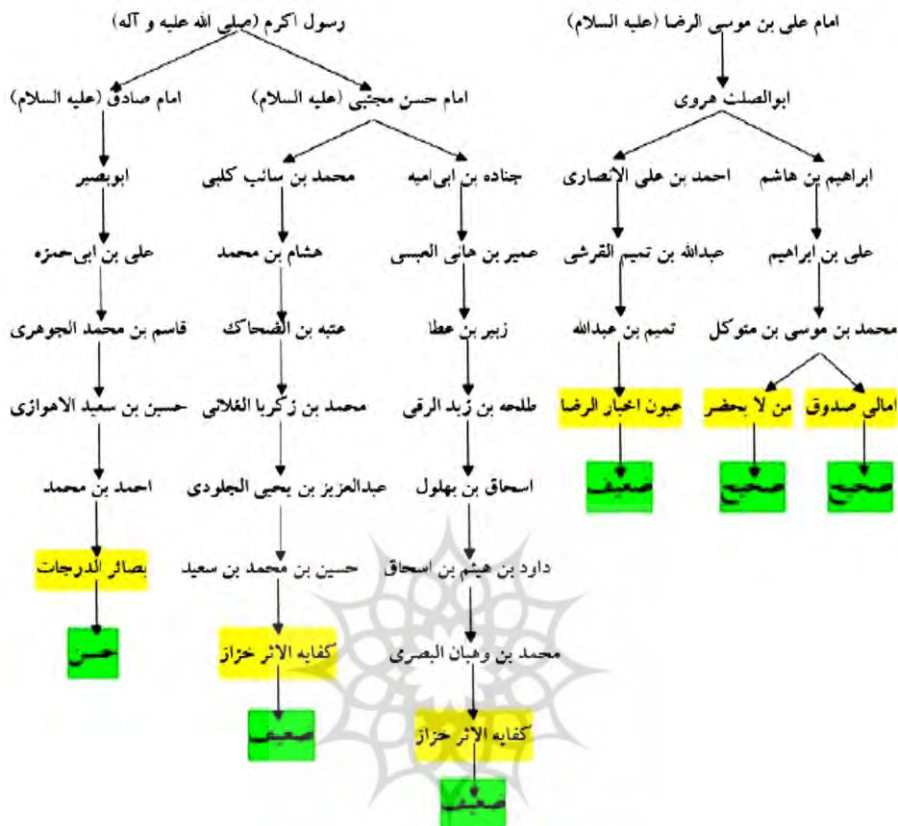 امام علی بن موسی الرضا (علیه السلام)
رسول اکرم (صلی الله علیه و آله)
ابوالصلت هروی
امام حسن مجتبی (علیه السلام)
امام صادق (علیه السلام)
ابراهیم بن هاشم
احمد بن علی الانصاری
جناده بن ابی‌امیه
محمد بن سائب کلبی
ابوبصیر
علی بن ابراهیم
عبدالله بن تمیم القرشی
عمیر بن هانی العبسی
هشام بن محمد
علی بن ابی‌حمزه
محمد بن موسی بن متوکل
تمیم بن عبدالله
زبیر بن عطا
عتبه بن الضحاک
قاسم بن محمد الجوهری
امالی صدوق
من لا یحضر
عیون اخبار الرضا
طلحه بن زید الرقی
محمد بن زکریا الغلائی
حسین بن سعید الاهوازی
صحیح
صحیح
ضعیف
اسحاق بن بهلول
عبدالعزیز بن یحیی الجلودی
احمد بن محمد
داود بن هیثم بن اسحاق
حسین بن محمد بن سعید
بصائر الدرجات
محمد بن وهبان البصری
کفایه الاثر خزاز
حسن
کفایه الاثر خزاز
ضعیف
ضعیف